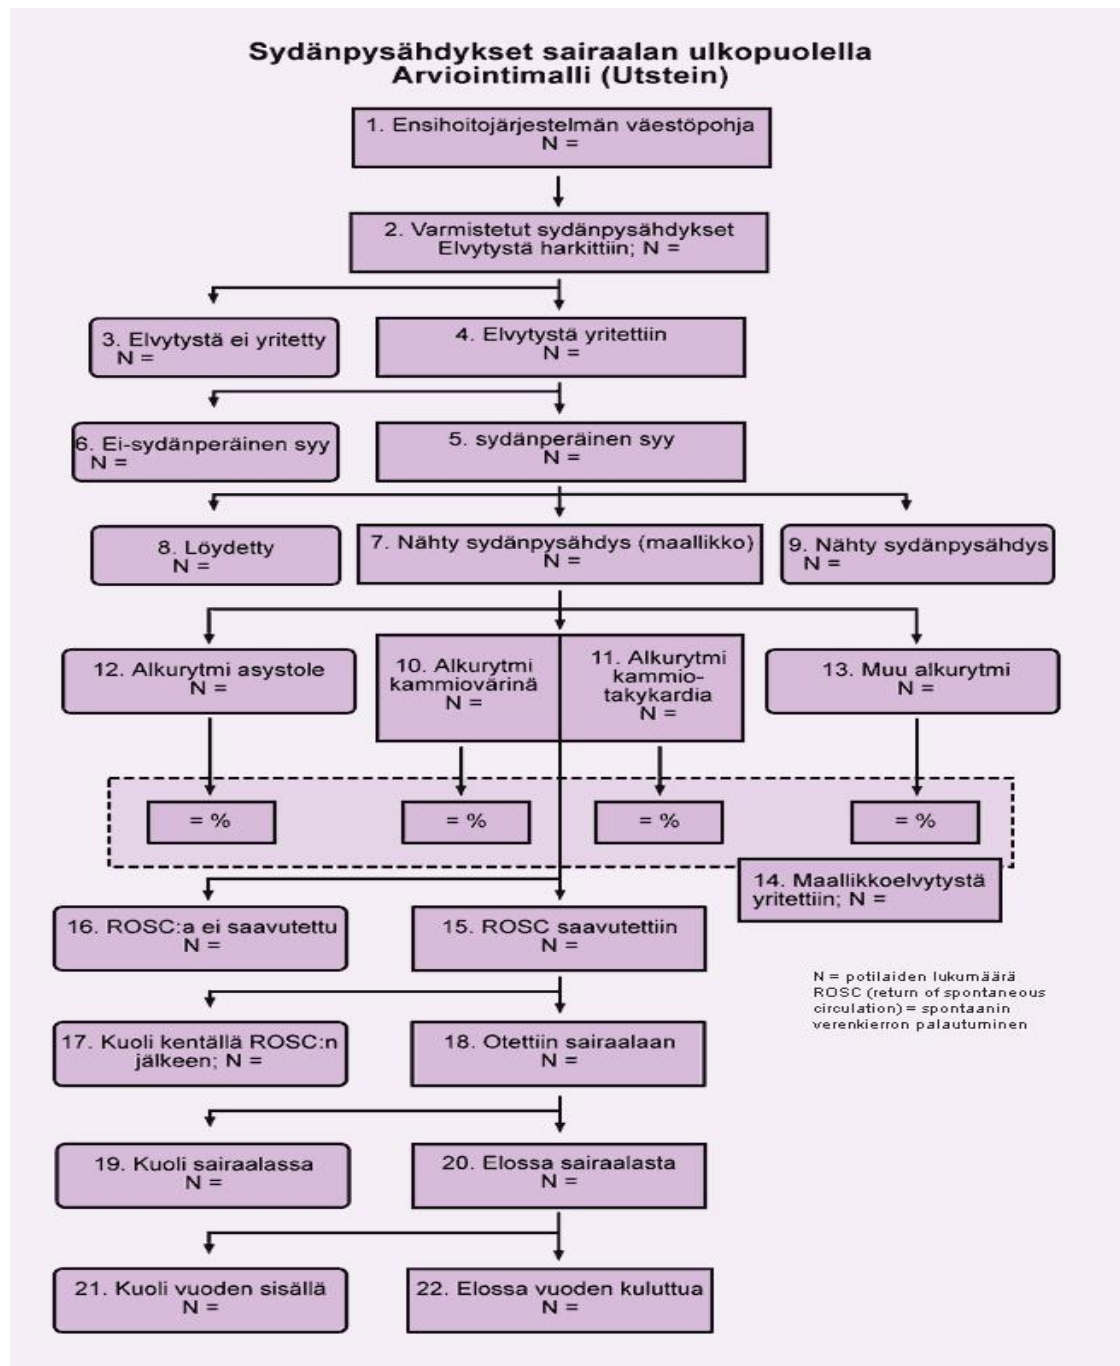 Sydänpysähdykset sairaalan ulkopuolella
Arviointimalli (Utstein)
1. Ensihoitojärjestelmän väestöpohja
N =
2. Varmistetut sydänpysähdykset
Elvytystä harkittiin; N =
3. Elvytystä ei yritetty
N =
4. Elvytystä yritettiin
N =
6. Ei-sydänperäinen syy
N =
5. sydänperäinen syy
N =
8. Löydetty
N =
7. Nähty sydänpysähdys (maallikko)
N =
9. Nähty sydänpysähdys
N =
12. Alkurytmi asystole
N =
10. Alkurytmi
kammiovärinä
N =
11. Alkurytmi
kammio-
takykardia
N =
13. Muu alkurytmi
N =
= %
= %
= %
= %
14. Maallikkoelvytystä
yritettiin; N =
16. ROSC:a ei saavutettu
N =
15. ROSC saavutettiin
N =
N = potilaiden lukumäärä
ROSC (return of spontaneous
circulation) = spontaanin
verenkierron palautuminen
17. Kuoli kentällä ROSC:n
jälkeen; N =
18. Otettiin sairaalaan
N =
19. Kuoli sairaalassa
N =
20. Elossa sairaalasta
N =
21. Kuoli vuoden sisällä
N =
22. Elossa vuoden kuluttua
N =